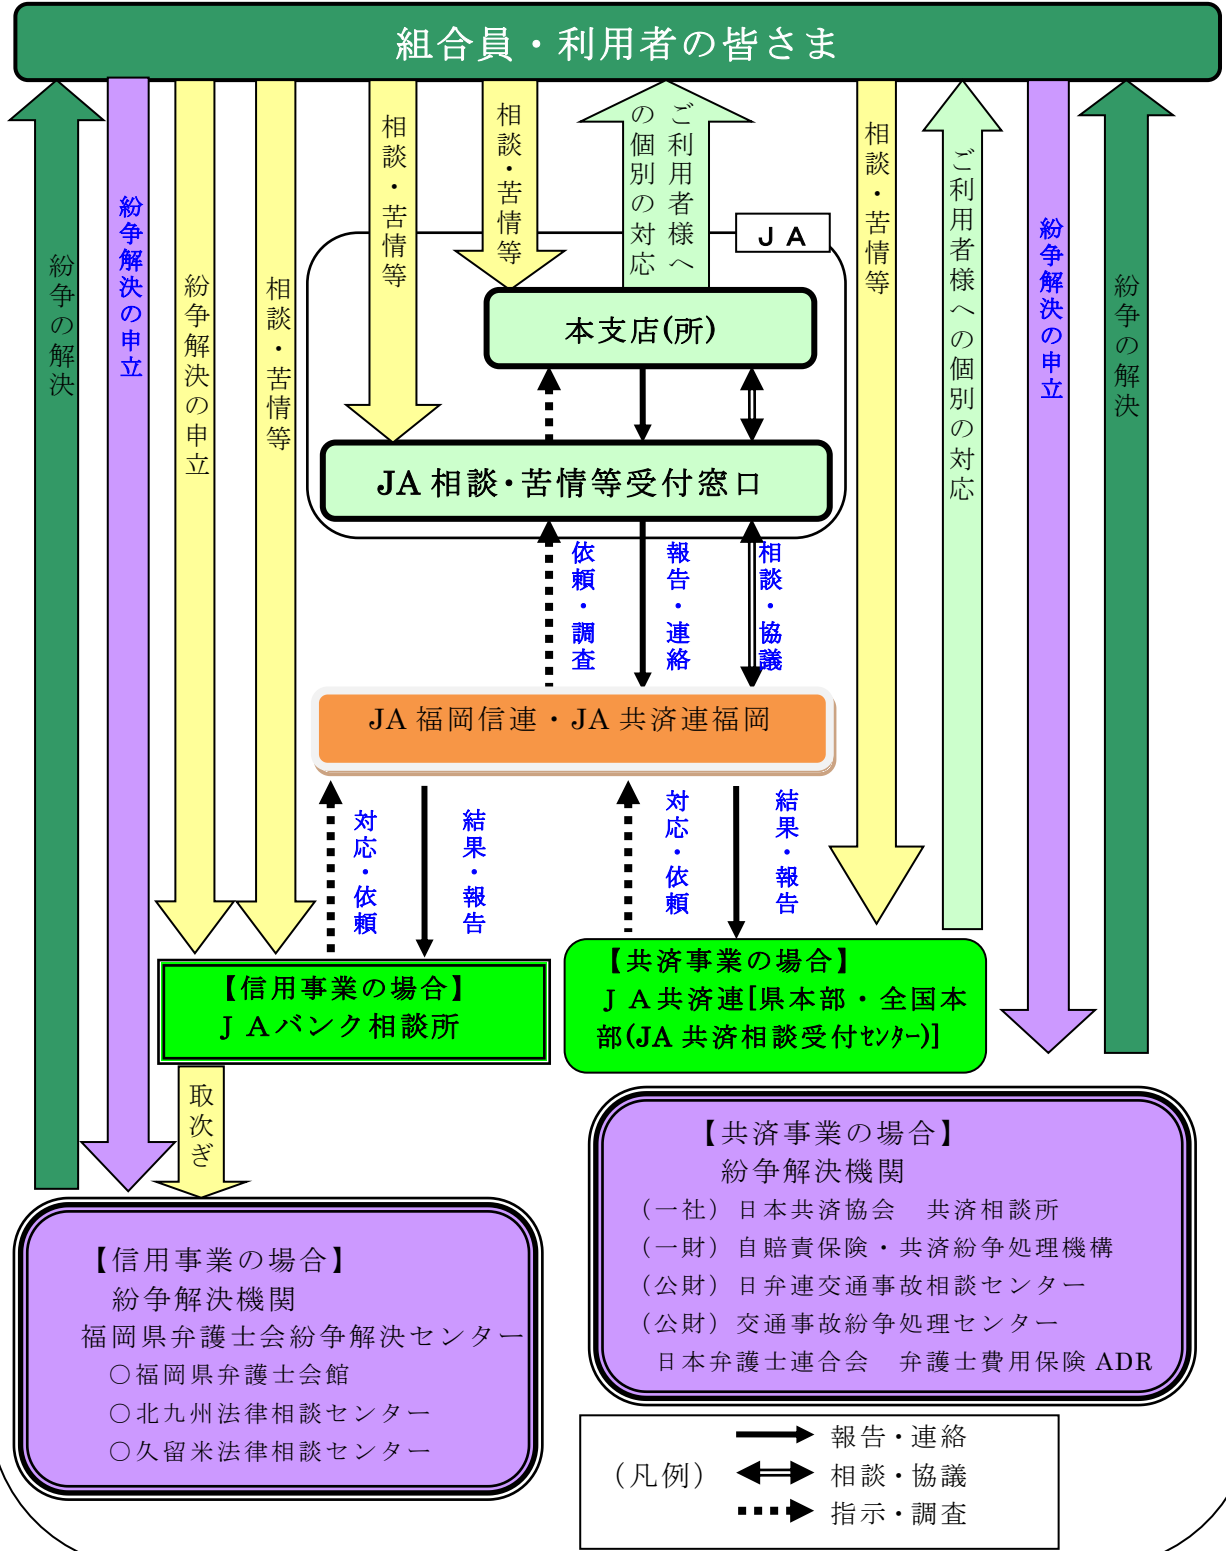 組合員・利用者の皆さま
紛争の解決
紛争解決の申立
紛争解決の申立
相談・苦情等
相談・苦情等
相談・苦情等
ご利用者様へ
の個別の対応
相談・苦情等
ご利用者様への個別の対応
紛争解決の申立
紛争の解決
ＪＡ
本支店(所)
JA相談・苦情等受付窓口
依頼・調査
報告・連絡
相談・協議
JA福岡信連・JA共済連福岡
対応・依頼
結果・報告
対応・依頼
結果・報告
【信用事業の場合】
ＪＡバンク相談所
【共済事業の場合】
ＪＡ共済連[県本部・全国本
部(JA共済相談受付ｾﾝﾀｰ)]
取次ぎ
【信用事業の場合】
紛争解決機関
福岡県弁護士会紛争解決センター
○福岡県弁護士会館
○北九州法律相談センター
○久留米法律相談センター
【共済事業の場合】
紛争解決機関
（一社）日本共済協会　共済相談所
（一財）自賠責保険・共済紛争処理機構
（公財）日弁連交通事故相談センター
（公財）交通事故紛争処理センター
日本弁護士連合会　弁護士費用保険ADR
（凡例）
報告・連絡
相談・協議
指示・調査